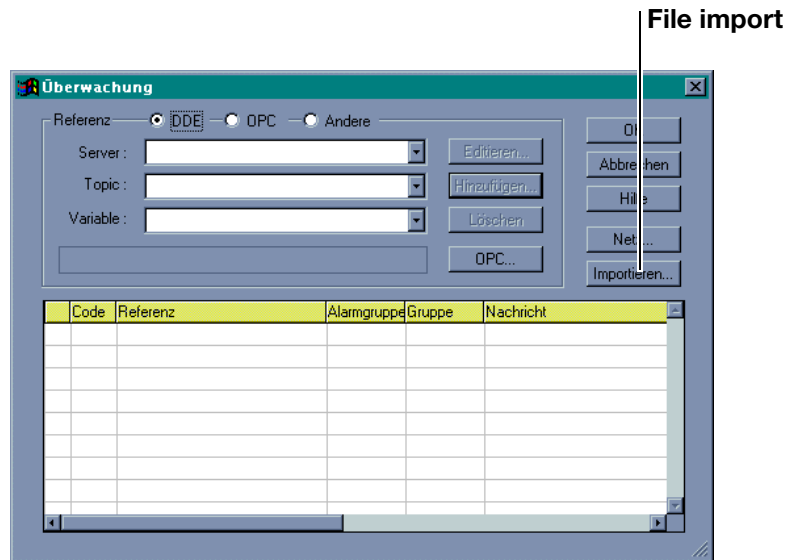 File import
Überwachung
Referenz DDE OPC Andere
Server :
Topic :
Variable :
Editieren...
Hinzufügen...
Löschen
OPC...
OK
Abbrechen
Hilfe
Netz...
Importieren...
Code Referenz Alarmgruppe Gruppe Nachricht